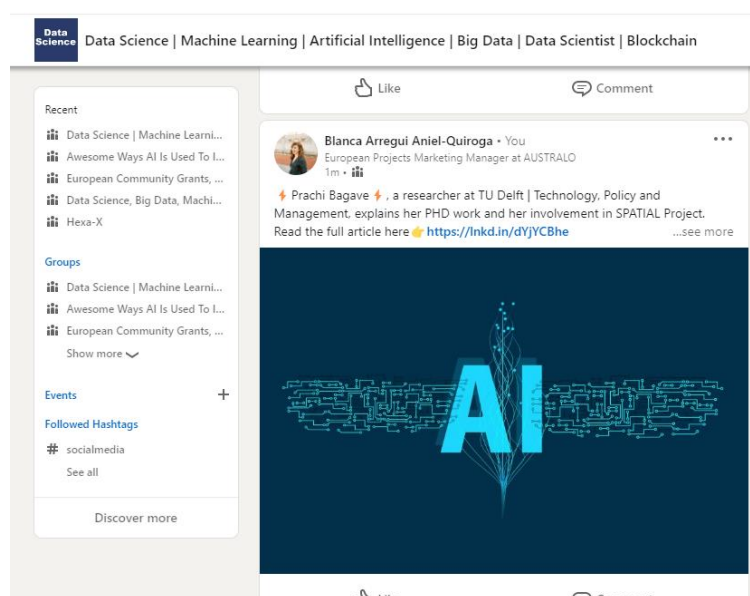 Data
Science
Data Science | Machine Learning | Artificial Intelligence | Big Data | Data Scientist | Blockchain
Like
Comment
Recent
Data Science | Machine Learni...
Awesome Ways AI Is Used To I...
European Community Grants, ...
Data Science, Big Data, Machi...
Hexa-X
Groups
Data Science | Machine Learni...
Awesome Ways AI Is Used To I...
European Community Grants, ...
Show more
Events
Followed Hashtags
# socialmedia
See all
Discover more
Blanca Arregui Aniel-Quiroga • You
European Projects Marketing Manager at AUSTRALO
1m •
⚡ Prachi Bagave ⚡ , a researcher at TU Delft | Technology, Policy and
Management, explains her PHD work and her involvement in SPATIAL Project.
Read the full article here 👉 https://lnkd.in/dYjYCBhe ...see more
AI